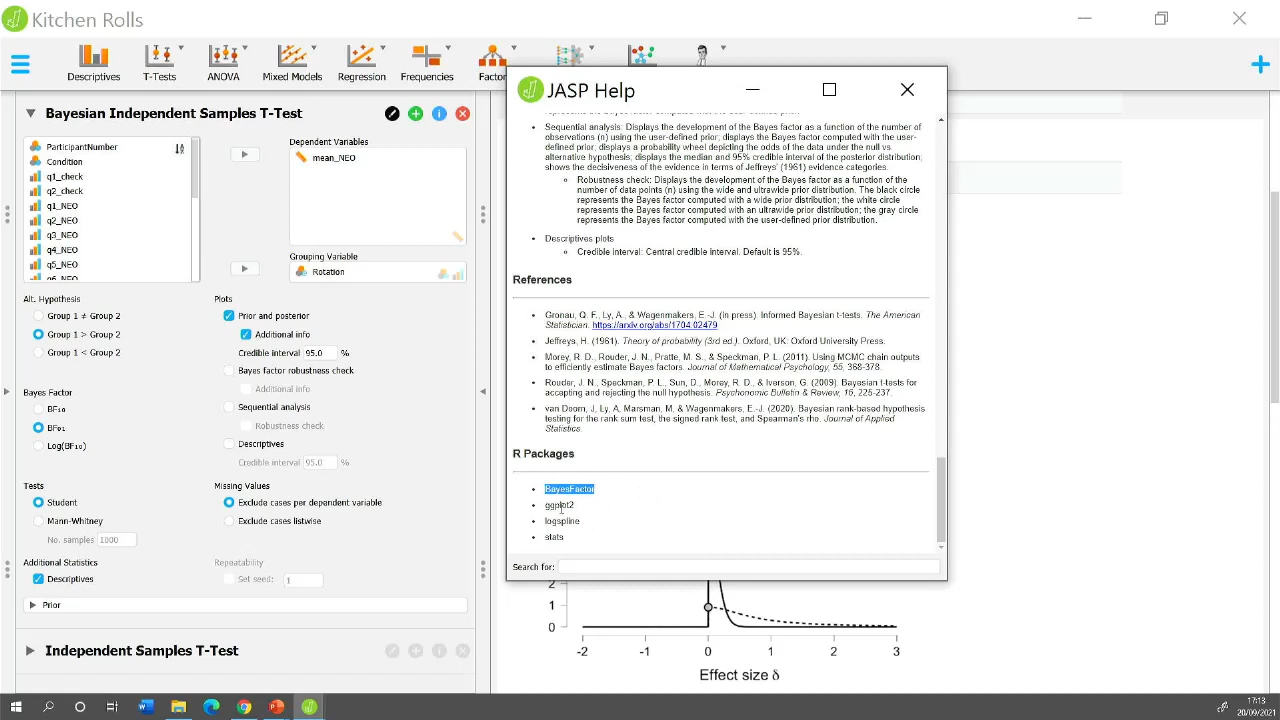 Kitchen Rolls
Descriptives
T-Tests
ANOVA
Mixed Models
Regression
Frequencies
Factor
Bayesian Independent Samples T-Test
ParticipantNumber
Condition
q1_check
q2_check
q1_NEO
q2_NEO
q3_NEO
q4_NEO
q5_NEO
q6_NEO
Dependent Variables
mean_NEO
Grouping Variable
Rotation
Alt. Hypothesis
Group 1 ≠ Group 2
Group 1 > Group 2
Group 1 < Group 2
Bayes Factor
BF₁₀
BF₀₁
Log(BF₁₀)
Tests
Student
Mann-Whitney
No. samples 1000
Additional Statistics
Descriptives
Plots
Prior and posterior
Additional info
Credible interval 95.0 %
Bayes factor robustness check
Additional info
Sequential analysis
Robustness check
Descriptives
Credible interval 95.0 %
Missing Values
Exclude cases per dependent variable
Exclude cases listwise
Repeatability
Set seed: 1
Prior
Independent Samples T-Test
JASP Help
represents the Bayes factor computed with the user-defined prior.
Sequential analysis: Displays the development of the Bayes factor as a function of the number of
observations (n) using the user-defined prior; displays the Bayes factor computed with the user-
defined prior; displays a probability wheel depicting the odds of the data under the null vs.
alternative hypothesis; displays the median and 95% credible interval of the posterior distribution;
shows the decisiveness of the evidence in terms of Jeffreys' (1961) evidence categories.
Robustness check: Displays the development of the Bayes factor as a function of the
number of data points (n) using the wide and ultrawide prior distribution. The black circle
represents the Bayes factor computed with a wide prior distribution; the white circle
represents the Bayes factor computed with an ultrawide prior distribution; the gray circle
represents the Bayes factor computed with the user-defined prior distribution.
Descriptives plots
Credible interval: Central credible interval. Default is 95%.
References
Gronau, Q. F., Ly, A., & Wagenmakers, E.-J. (in press). Informed Bayesian t-tests. The American
Statistician. https://arxiv.org/abs/1704.02479
Jeffreys, H. (1961). Theory of probability (3rd ed.). Oxford, UK: Oxford University Press.
Morey, R. D., Rouder, J. N., Pratte, M. S., & Speckman, P. L. (2011). Using MCMC chain outputs
to efficiently estimate Bayes factors. Journal of Mathematical Psychology, 55, 368-378.
Rouder, J. N., Speckman, P. L., Sun, D., Morey, R. D., & Iverson, G. (2009). Bayesian t-tests for
accepting and rejecting the null hypothesis. Psychonomic Bulletin & Review, 16, 225-237.
van Doorn, J, Ly, A, Marsman, M, & Wagenmakers, E.-J. (2020). Bayesian rank-based hypothesis
testing for the rank sum test, the signed rank test, and Spearman's rho. Journal of Applied
Statistics.
R Packages
BayesFactor
ggplot2
logspline
stats
Search for:
2
1
0
-2 -1 0 1 2 3
Effect size δ
17:13
20/09/2021